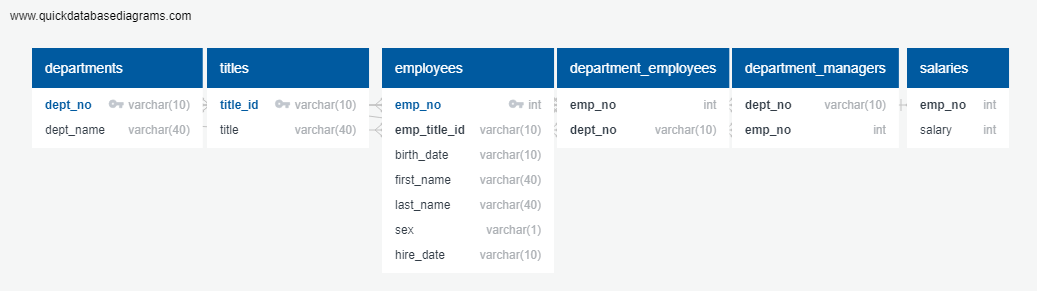 www.quickdatabasediagrams.com
departments
dept_no varchar(10)
dept_name varchar(40)
titles
title_id varchar(10)
title varchar(40)
employees
emp_no int
emp_title_id varchar(10)
birth_date varchar(10)
first_name varchar(40)
last_name varchar(40)
sex varchar(1)
hire_date varchar(10)
department_employees
emp_no int
dept_no varchar(10)
department_managers
dept_no varchar(10)
emp_no int
salaries
emp_no int
salary int